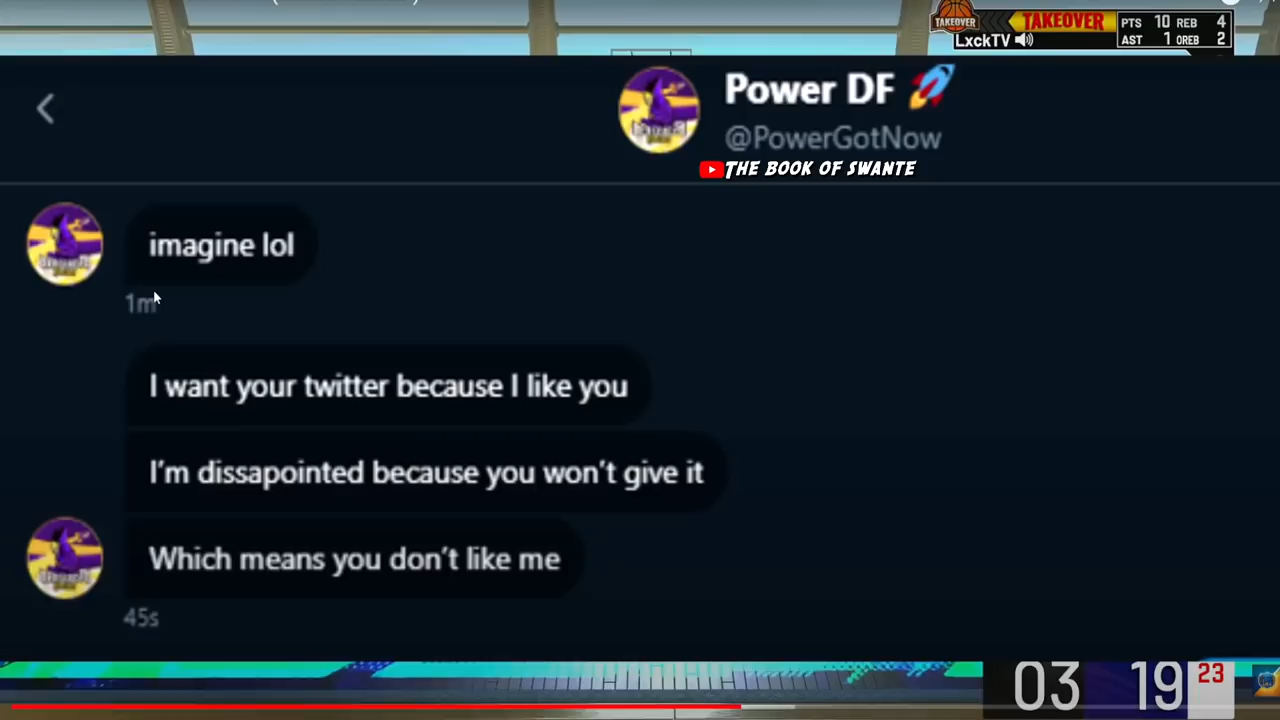 TAKEOVER
TAKEOVER
PTS 10 REB 4
AST 1 OREB 2
LxckTV
Power DF
@PowerGotNow
THE BOOK OF SWANTE
imagine lol
1m
I want your twitter because I like you
I'm dissapointed because you won't give it
Which means you don't like me
45s
03 19 23